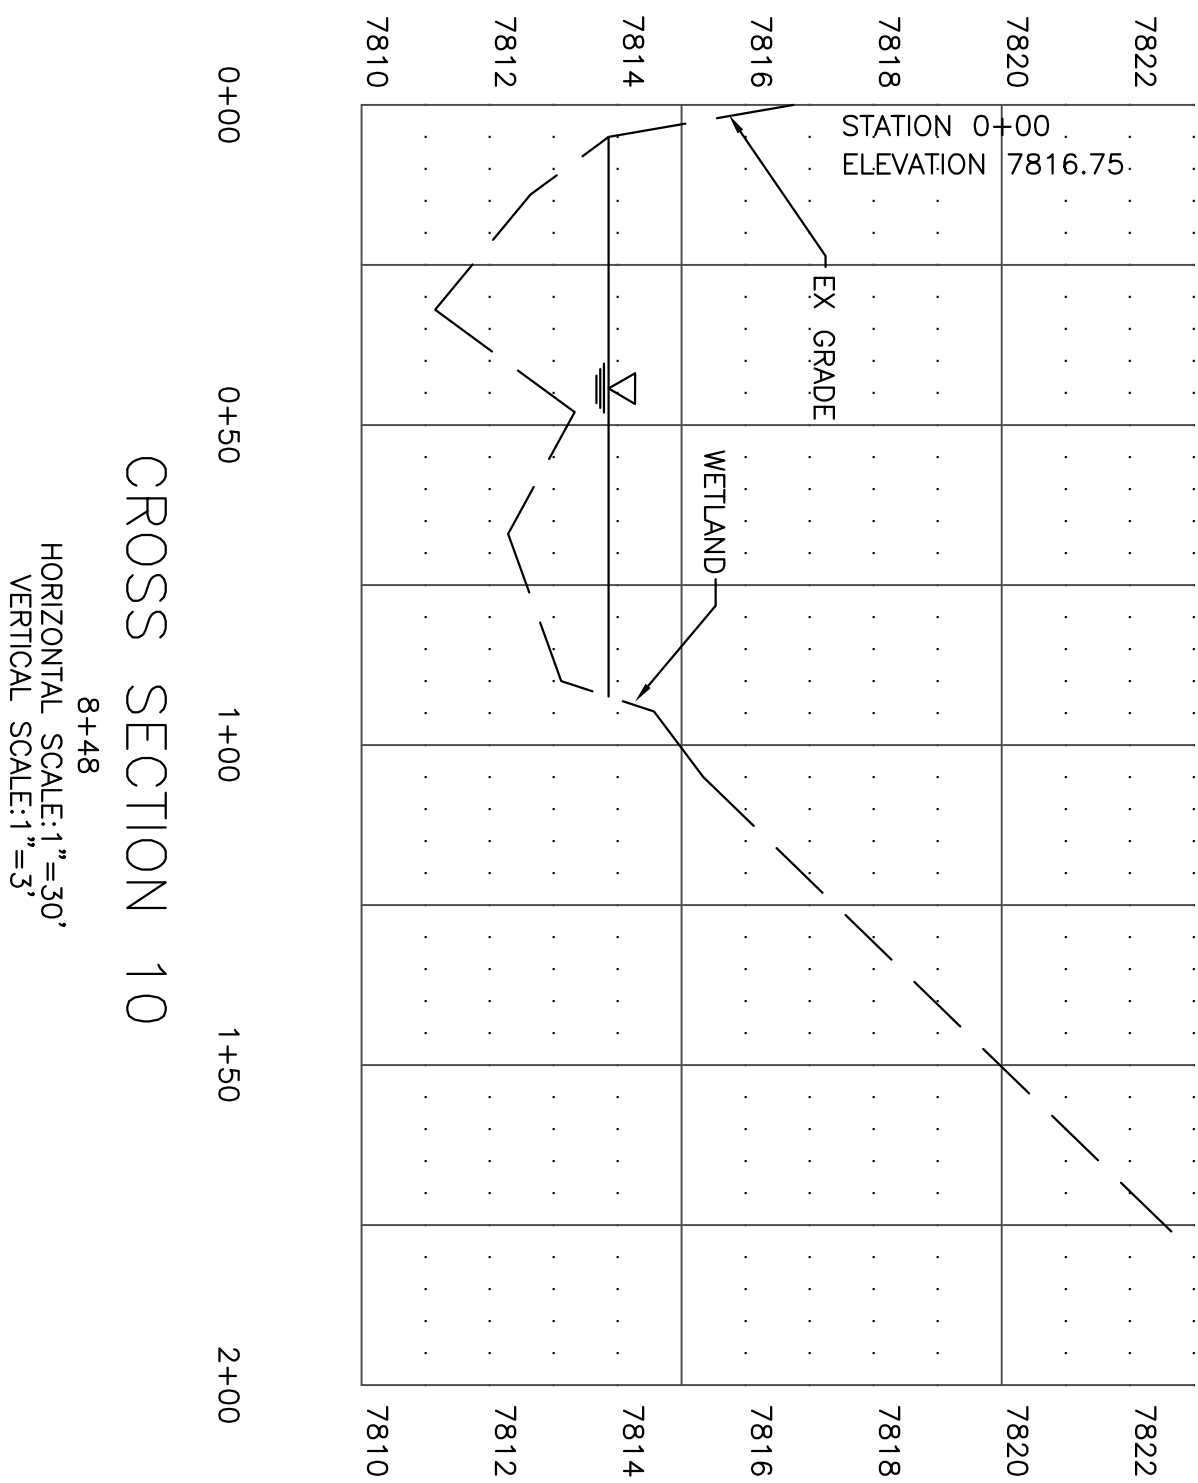 STATION 0+00
ELEVATION 7816.75
7822
7822
7820
7820
7818
7818
7816
7816
7814
7814
7812
7812
7810
7810
EX GRADE
WETLAND
0+00
0+50
1+00
1+50
2+00
CROSS SECTION 10
8+48
HORIZONTAL SCALE:1"=30'
VERTICAL SCALE:1"=3'